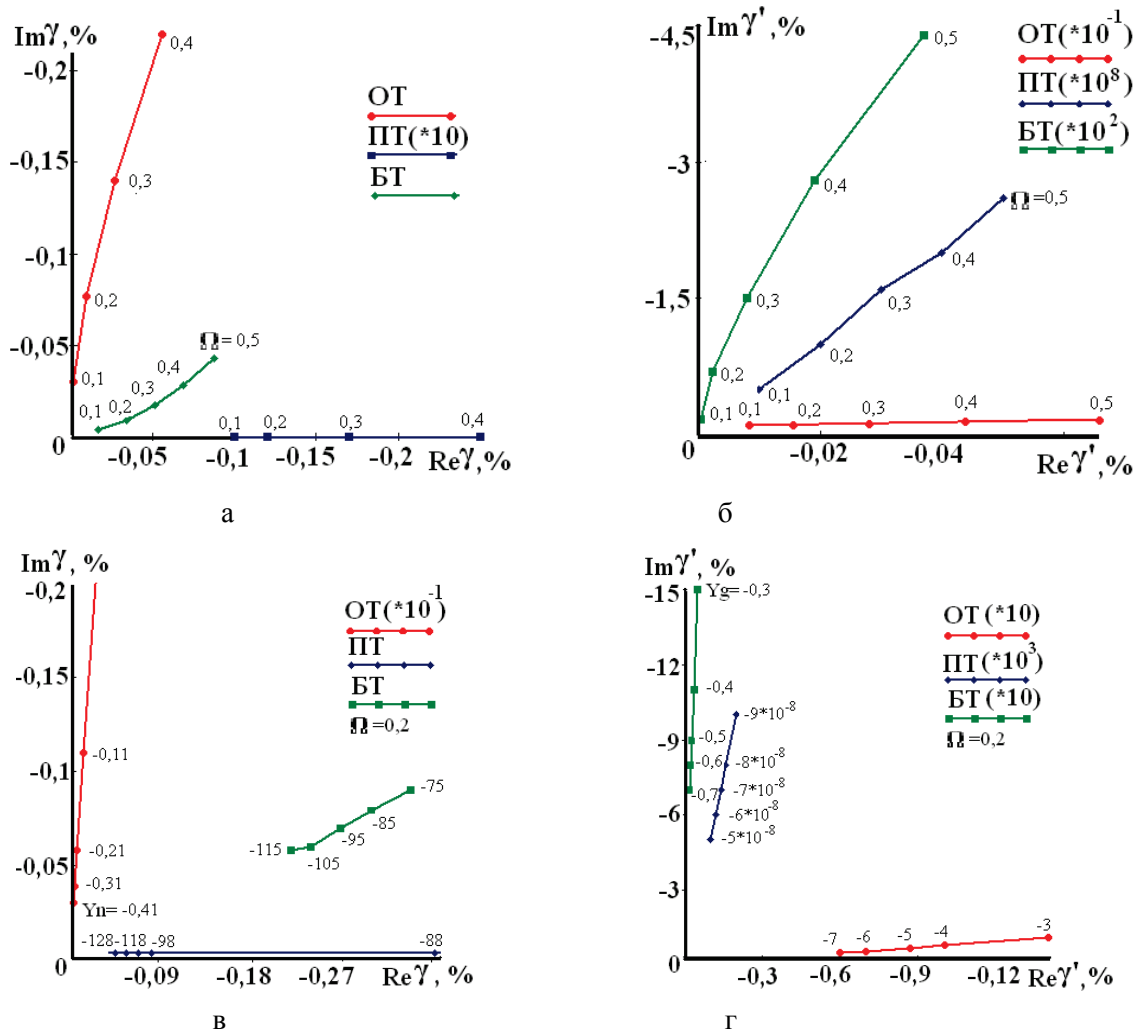 Imγ,%
-0,2
-0,15
-0,1
-0,05
0
0,4
0,3
0,2
0,1
ОТ
ПТ(*10)
БТ
Ω=0,5
0,4
0,3
0,2
0,1
0,1
0,2
0,3
0,4
-0,05
-0,1
-0,15
-0,2
Reγ,%
а
Imγ',%
-4,5
-3
-1,5
0
ОТ(*10⁻¹)
ПТ(*10⁸)
БТ(*10²)
0,5
0,4
0,3
0,2
0,1
Ω=0,5
0,4
0,3
0,2
0,1
0,1
0,2
0,3
0,4
0,5
-0,02
-0,04
Reγ',%
б
Imγ, %
-0,2
-0,15
-0,1
-0,05
0
ОТ(*10⁻¹)
ПТ
БТ
Ω=0,2
-0,11
-0,21
-0,31
Yn= -0,41
-75
-85
-95
-105
-115
-128
-118
-98
-88
-0,09
-0,18
-0,27
Reγ,%
в
Imγ', %
-15
-12
-9
-6
-3
0
Yg= -0,3
-0,4
-0,5
-0,6
-0,7
ОТ(*10)
ПТ(*10³)
БТ(*10)
Ω=0,2
-9*10⁻⁸
-8*10⁻⁸
-7*10⁻⁸
-6*10⁻⁸
-5*10⁻⁸
-7
-6
-5
-4
-3
-0,3
-0,6
-0,9
-0,12
Reγ',%
г